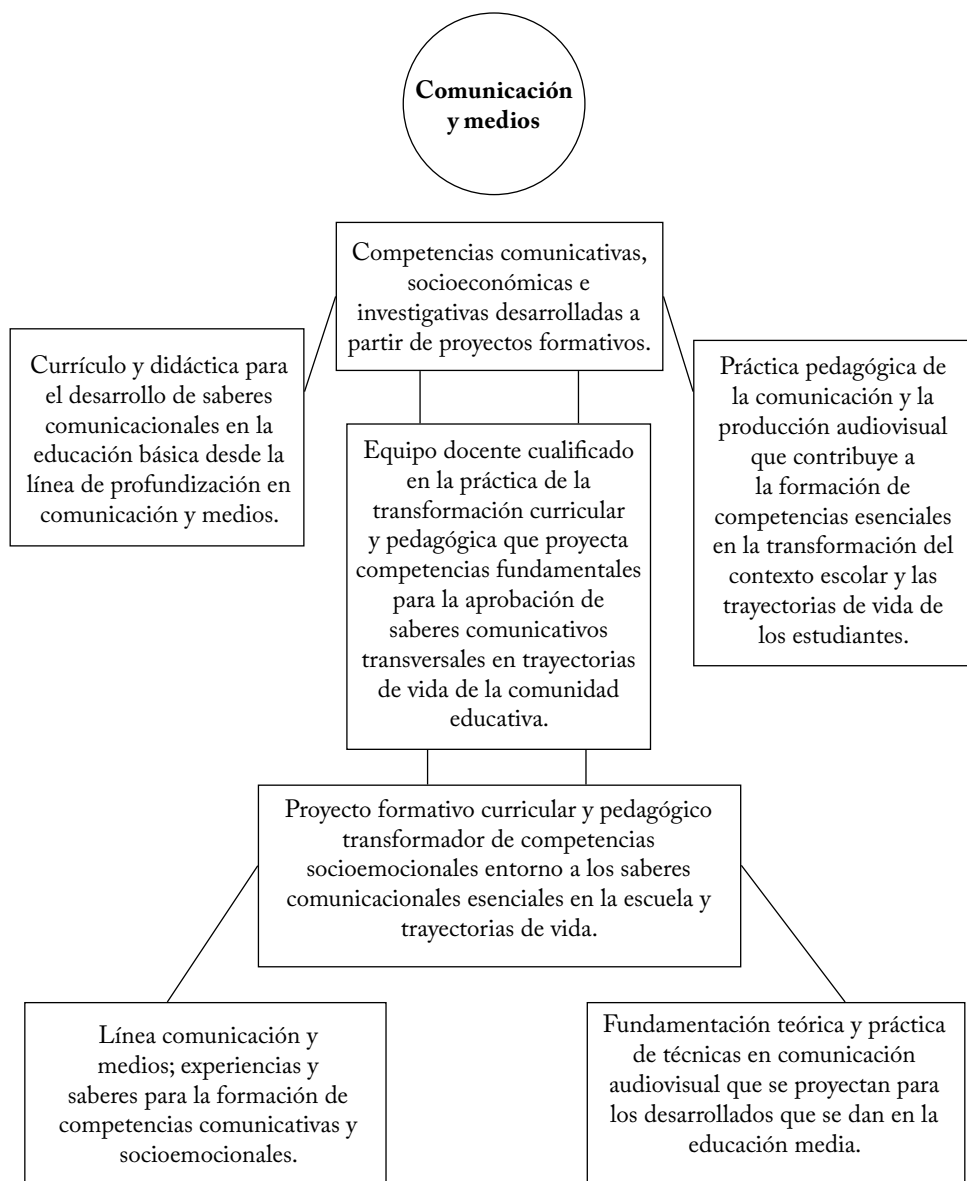 Comunicación
y medios
Competencias comunicativas,
socioeconómicas e
investigativas desarrolladas a
partir de proyectos formativos.
Currículo y didáctica para
el desarrollo de saberes
comunicacionales en la
educación básica desde la
línea de profundización en
comunicación y medios.
Práctica pedagógica de
la comunicación y la
producción audiovisual
que contribuye a
la formación de
competencias esenciales
en la transformación del
contexto escolar y las
trayectorias de vida de
los estudiantes.
Equipo docente cualificado
en la práctica de la
transformación curricular
y pedagógica que proyecta
competencias fundamentales
para la aprobación de
saberes comunicativos
transversales en trayectorias
de vida de la comunidad
educativa.
Proyecto formativo curricular y pedagógico
transformador de competencias
socioemocionales entorno a los saberes
comunicacionales esenciales en la escuela y
trayectorias de vida.
Línea comunicación y
medios; experiencias y
saberes para la formación de
competencias comunicativas y
socioemocionales.
Fundamentación teórica y práctica
de técnicas en comunicación
audiovisual que se proyectan para
los desarrollados que se dan en la
educación media.